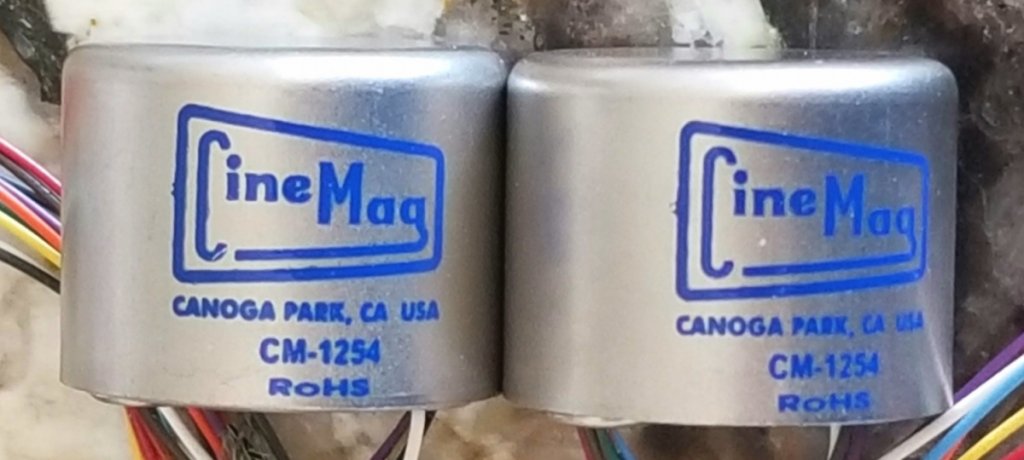 CineMag
CANOGA PARK, CA USA
CM-1254
RoHS
CineMag
CANOGA PARK, CA USA
CM-1254
RoHS